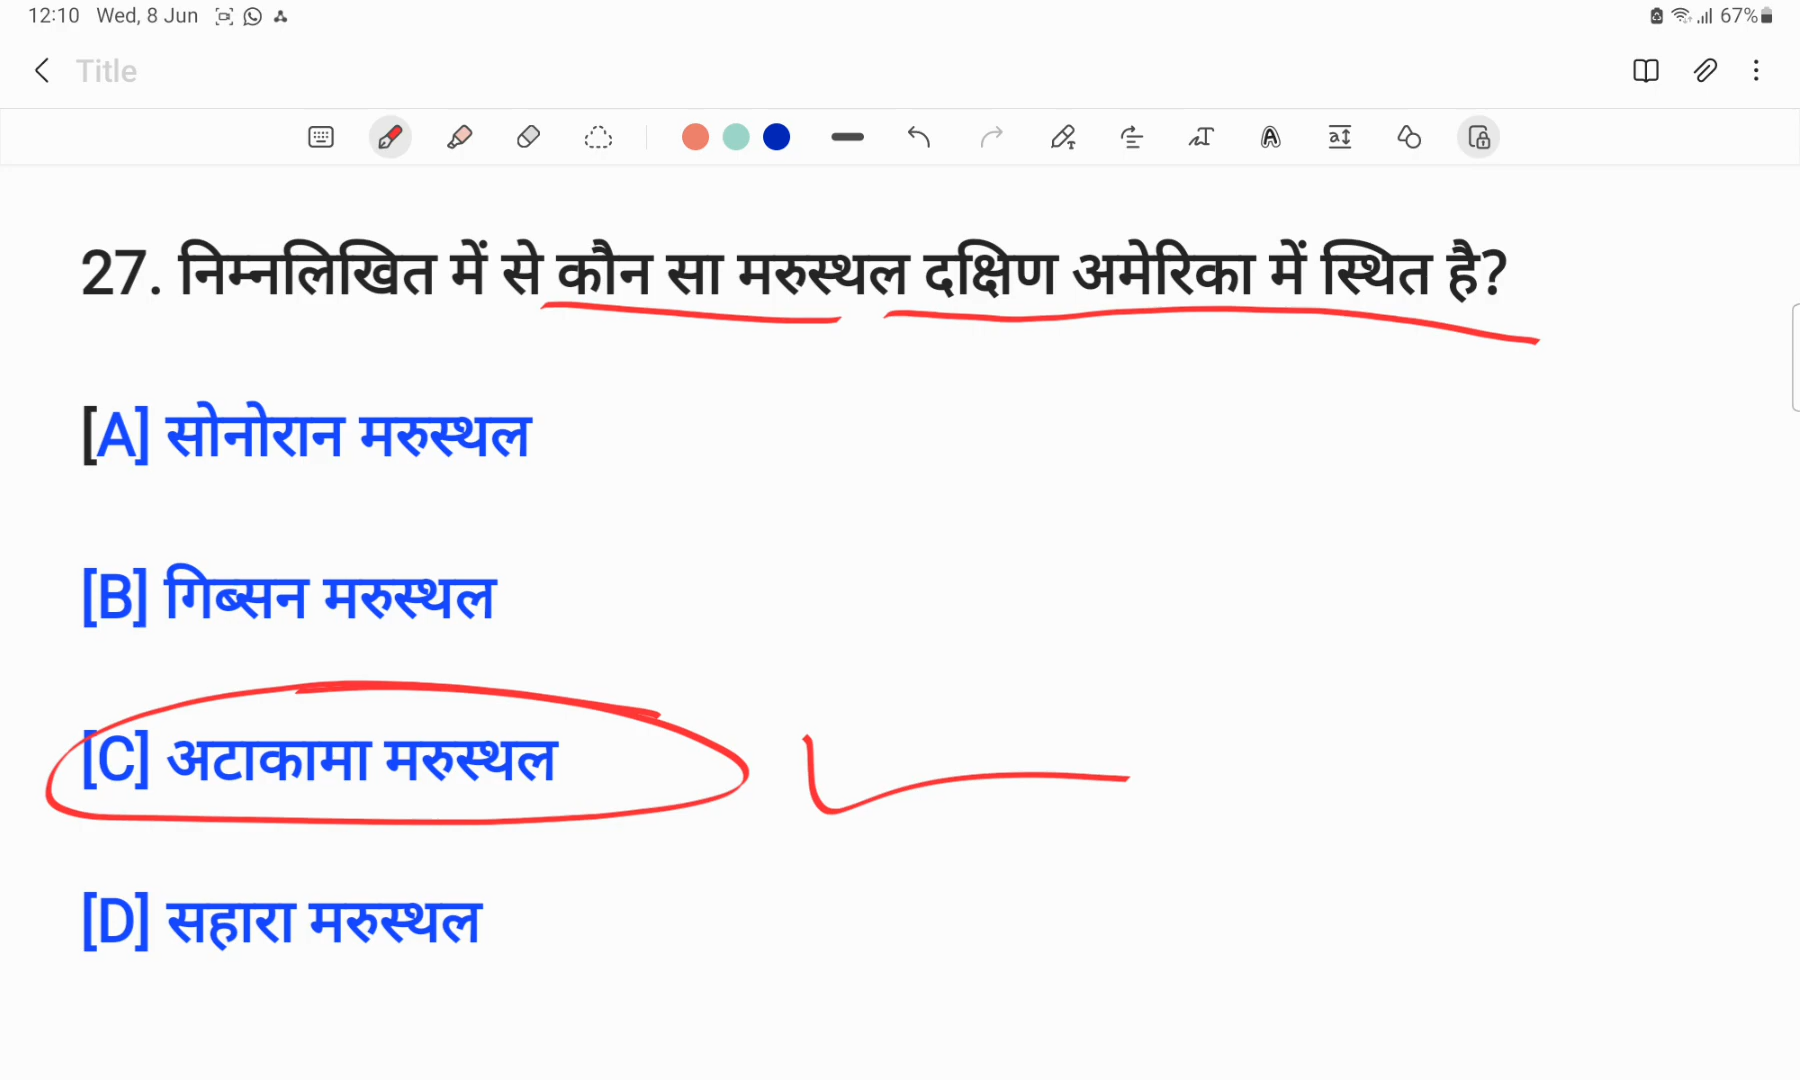 12:10 Wed, 8 Jun 67%
Title
27. निम्नलिखित में से कौन सा मरुस्थल दक्षिण अमेरिका में स्थित है?
[A] सोनोरान मरुस्थल
[B] गिब्सन मरुस्थल
[C] अटाकामा मरुस्थल
[D] सहारा मरुस्थल